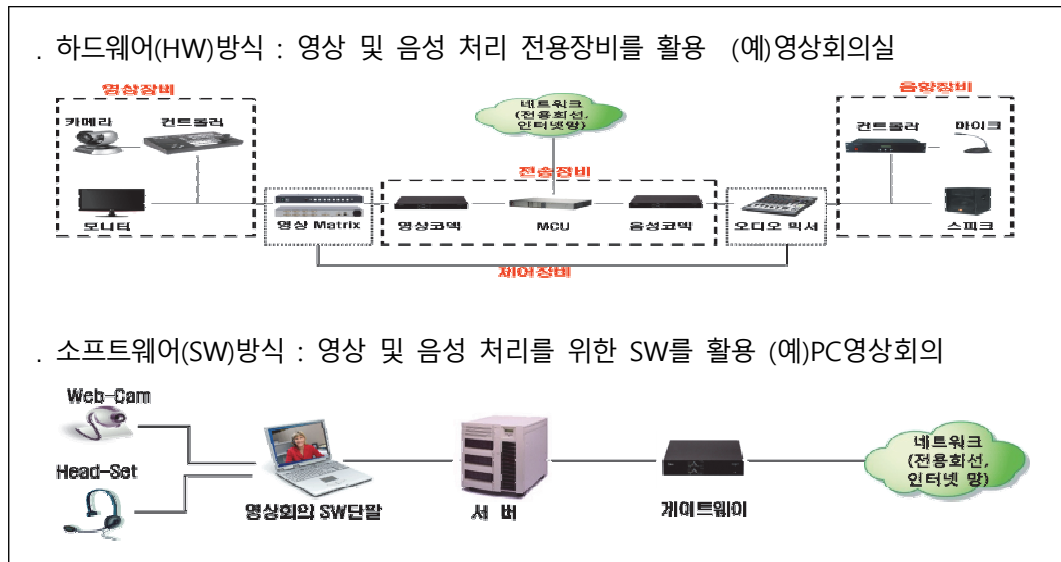 . 하드웨어(HW)방식 : 영상 및 음성 처리 전용장비를 활용 (예)영상회의실
영상장비
음향장비
카메라
컨트롤러
네트워크
(전용회선,
인터넷망)
컨트롤러
마이크
전송장비
모니터
영상 Matrix
영상코덱
MCU
음성코덱
오디오 믹서
스피크
제어장비
. 소프트웨어(SW)방식 : 영상 및 음성 처리를 위한 SW를 활용 (예)PC영상회의
Web-Cam
Head-Set
영상회의 SW단말
서 버
게이트웨이
네트워크
(전용회선,
인터넷 망)